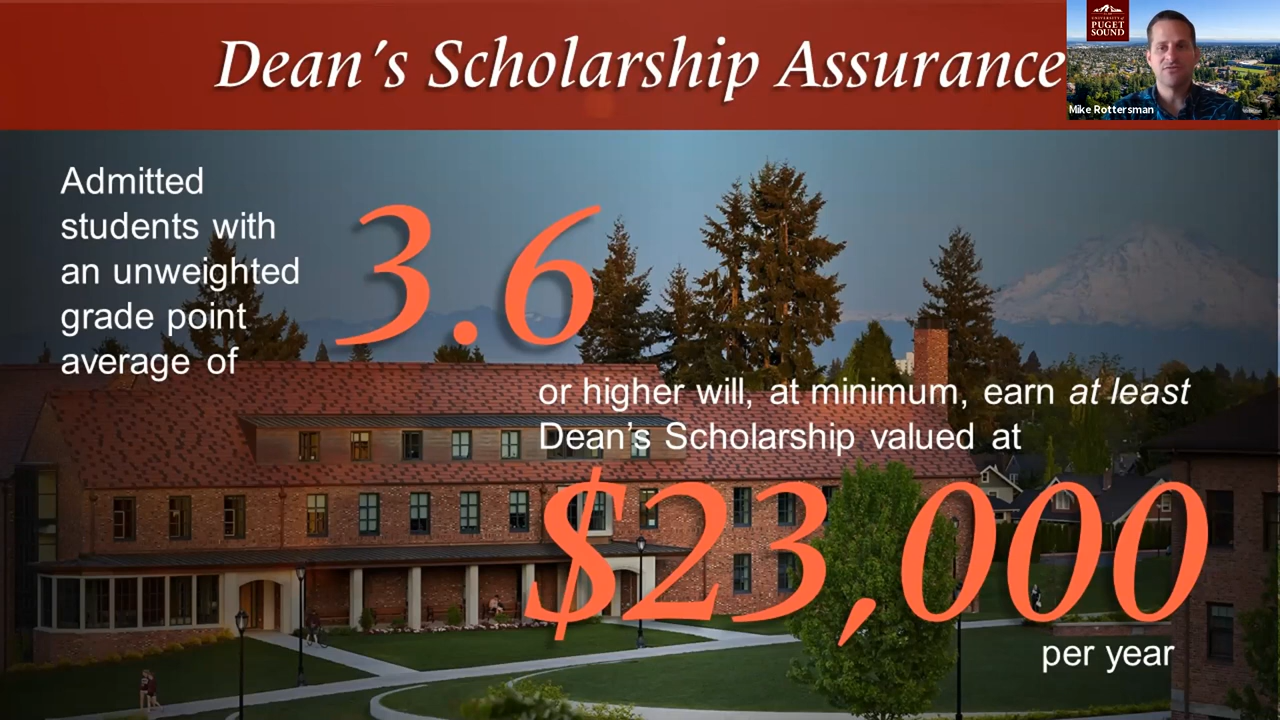 Dean's Scholarship Assurance
UNIVERSITY of
PUGET
SOUND
Mike Rottersman
Admitted
students with
an unweighted
grade point
average of
3.6
or higher will, at minimum, earn at least
Dean's Scholarship valued at
$23,000
per year